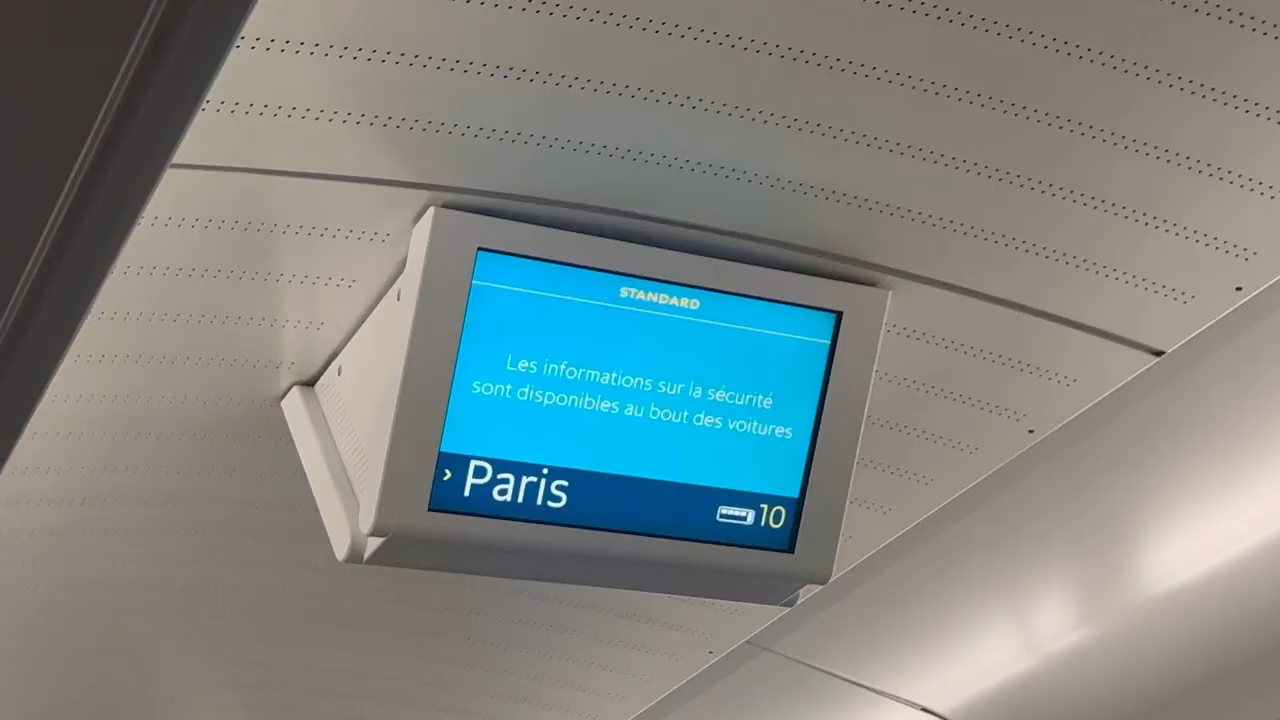 STANDARD
Les informations sur la sécurité
sont disponibles au bout des voitures
› Paris
10